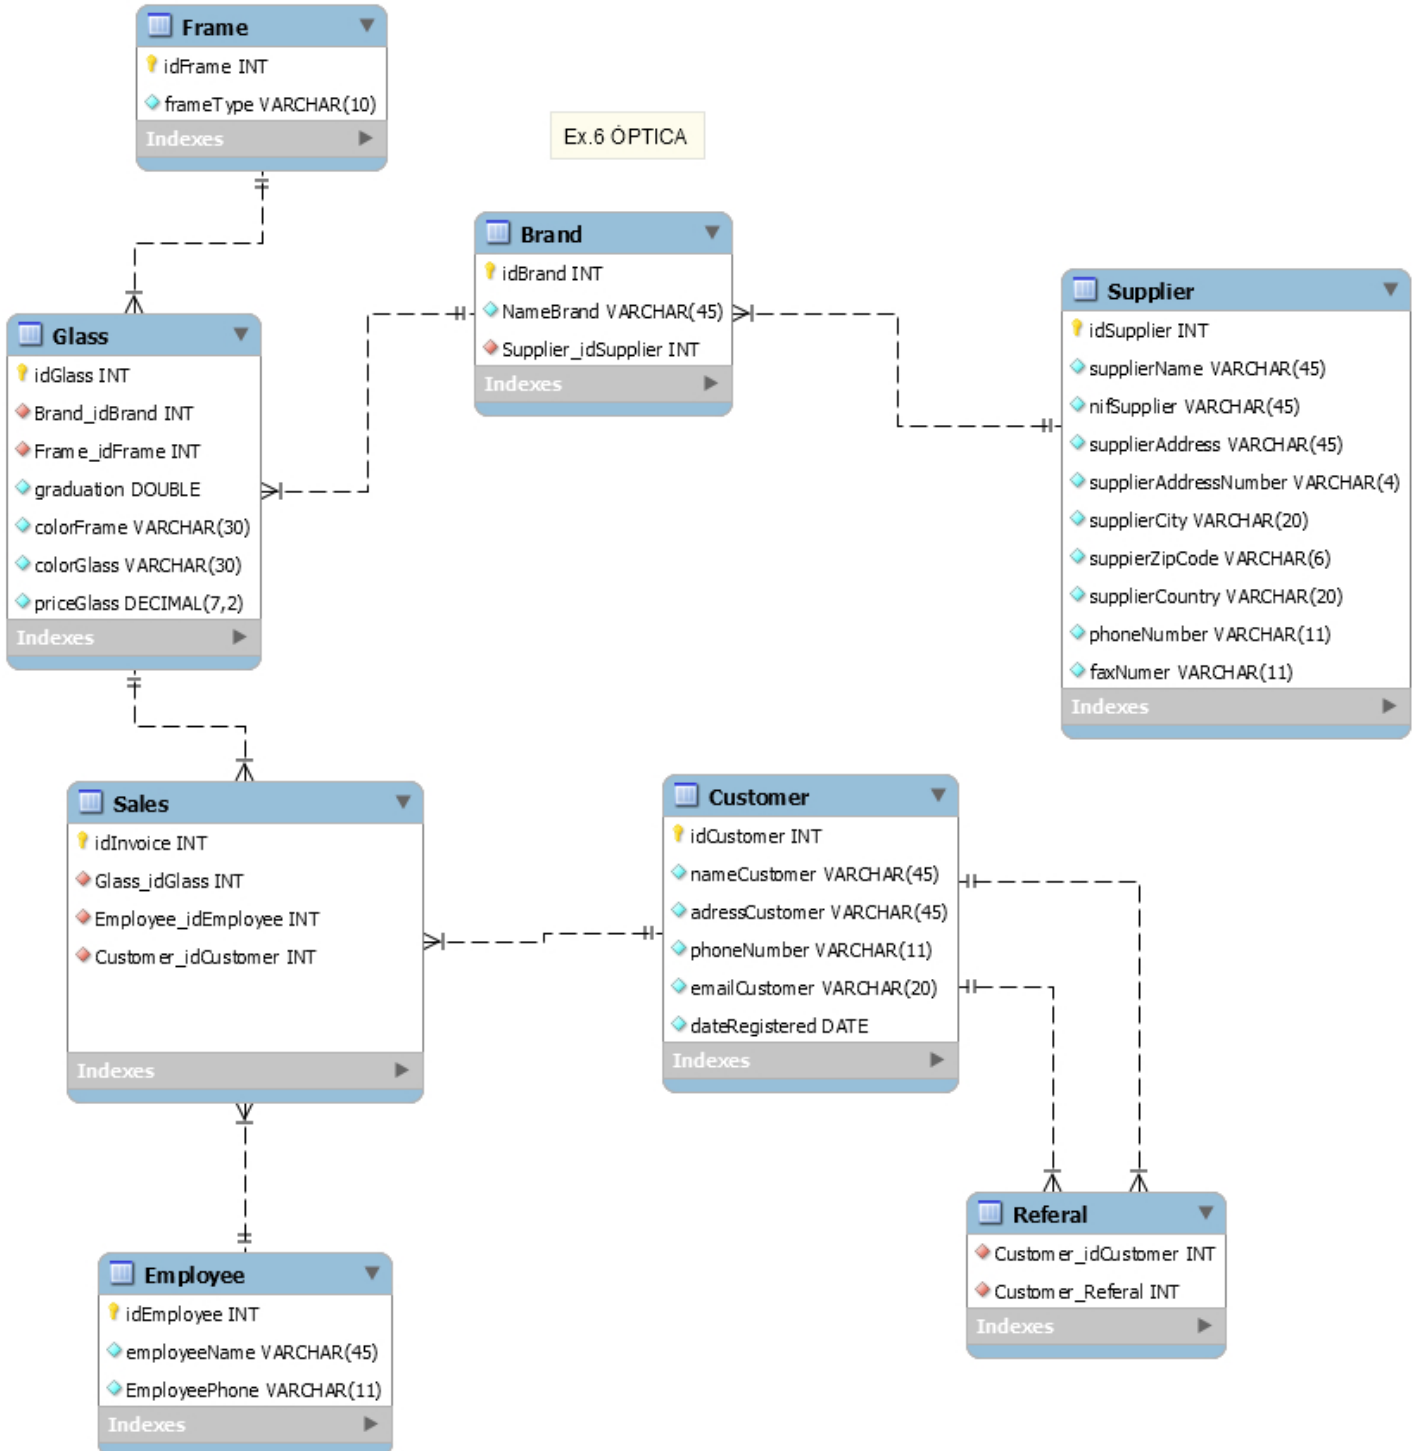 Frame
idFrame INT
frameType VARCHAR(10)
Indexes
Ex.6 ÓPTICA
Brand
idBrand INT
NameBrand VARCHAR(45)
Supplier_idSupplier INT
Indexes
Supplier
idSupplier INT
supplierName VARCHAR(45)
nifSupplier VARCHAR(45)
supplierAddress VARCHAR(45)
supplierAddressNumber VARCHAR(4)
supplierCity VARCHAR(20)
suppierZipCode VARCHAR(6)
supplierCountry VARCHAR(20)
phoneNumber VARCHAR(11)
faxNumer VARCHAR(11)
Indexes
Glass
idGlass INT
Brand_idBrand INT
Frame_idFrame INT
graduation DOUBLE
colorFrame VARCHAR(30)
colorGlass VARCHAR(30)
priceGlass DECIMAL(7,2)
Indexes
Sales
idInvoice INT
Glass_idGlass INT
Employee_idEmployee INT
Customer_idCustomer INT
Indexes
Customer
idCustomer INT
nameCustomer VARCHAR(45)
adressCustomer VARCHAR(45)
phoneNumber VARCHAR(11)
emailCustomer VARCHAR(20)
dateRegistered DATE
Indexes
Referal
Customer_idCustomer INT
Customer_Referal INT
Indexes
Employee
idEmployee INT
employeeName VARCHAR(45)
EmployeePhone VARCHAR(11)
Indexes